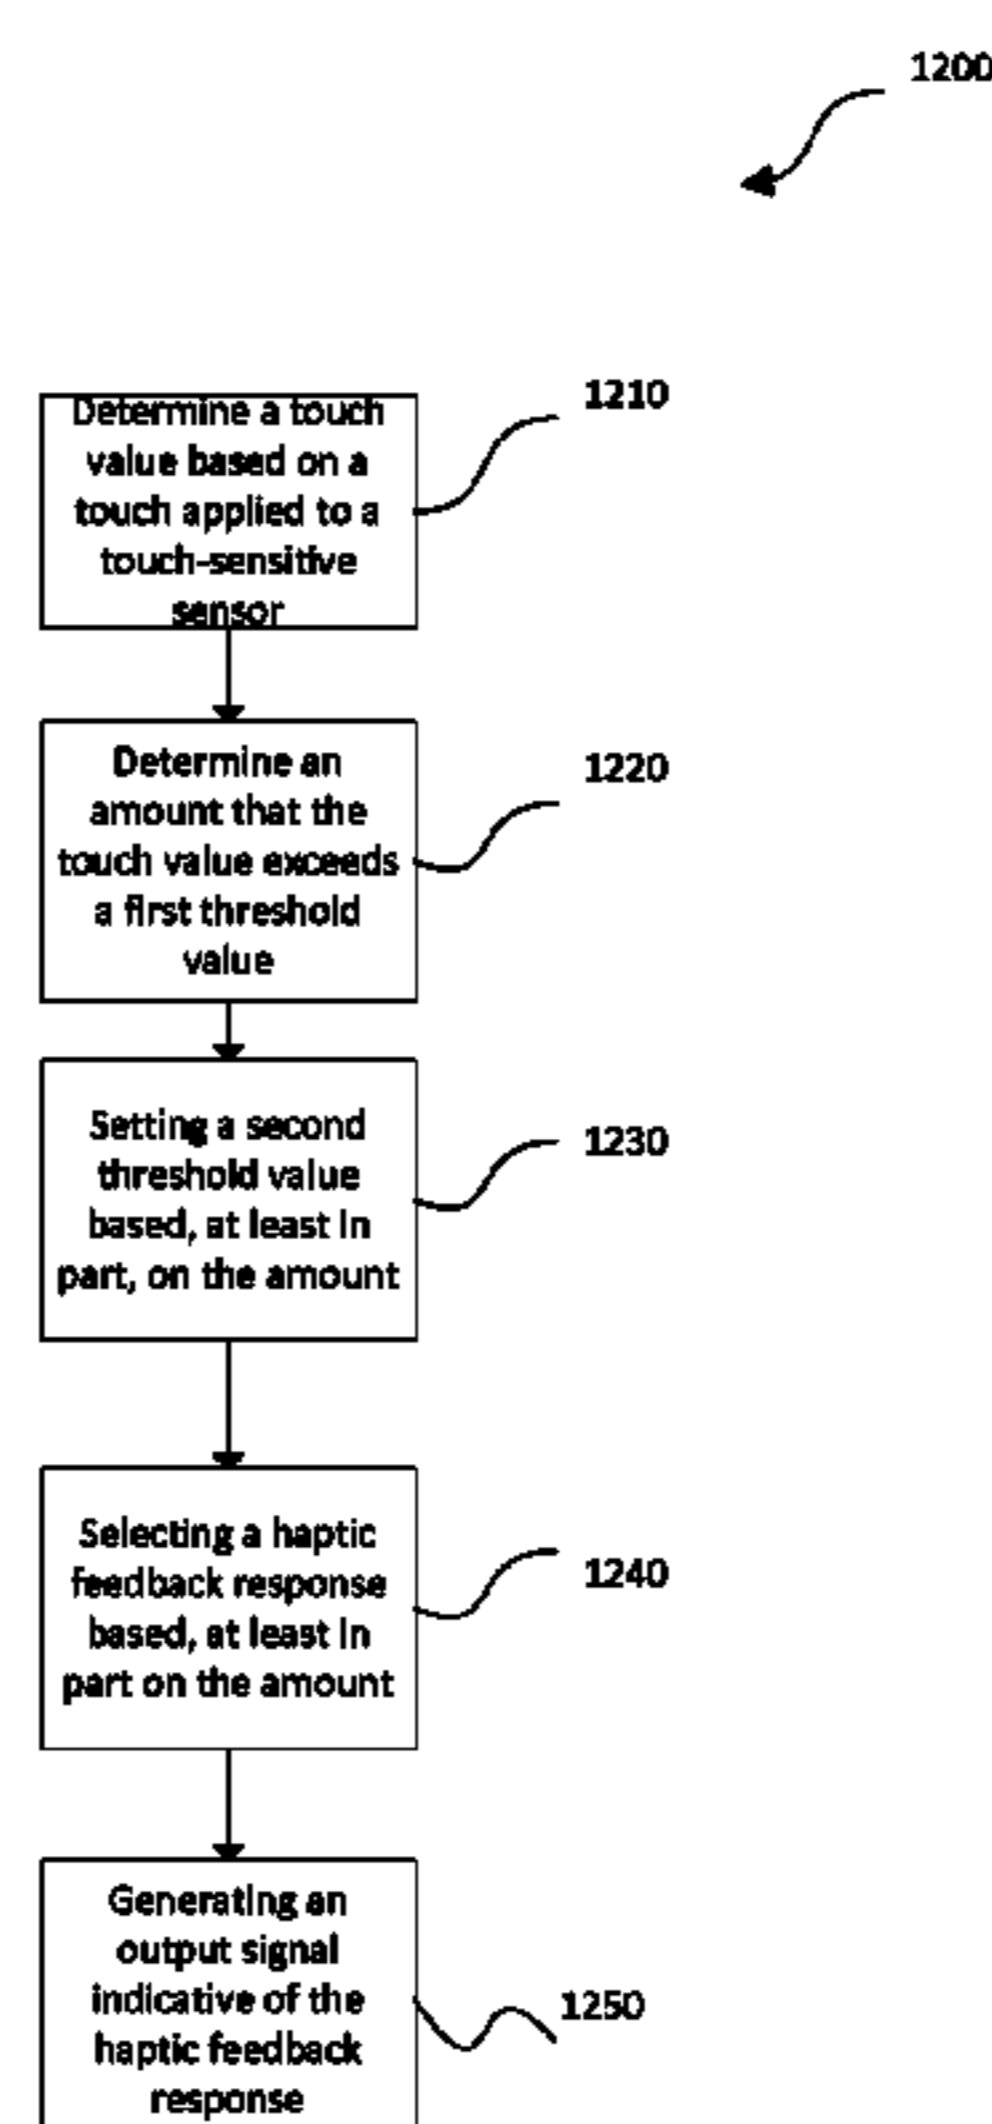 1200
Determine a touch
value based on a
touch applied to a
touch-sensitive
sensor
1210
Determine an
amount that the
touch value exceeds
a first threshold
value
1220
Setting a second
threshold value
based, at least in
part, on the amount
1230
Selecting a haptic
feedback response
based, at least in
part on the amount
1240
Generating an
output signal
indicative of the
haptic feedback
response
1250